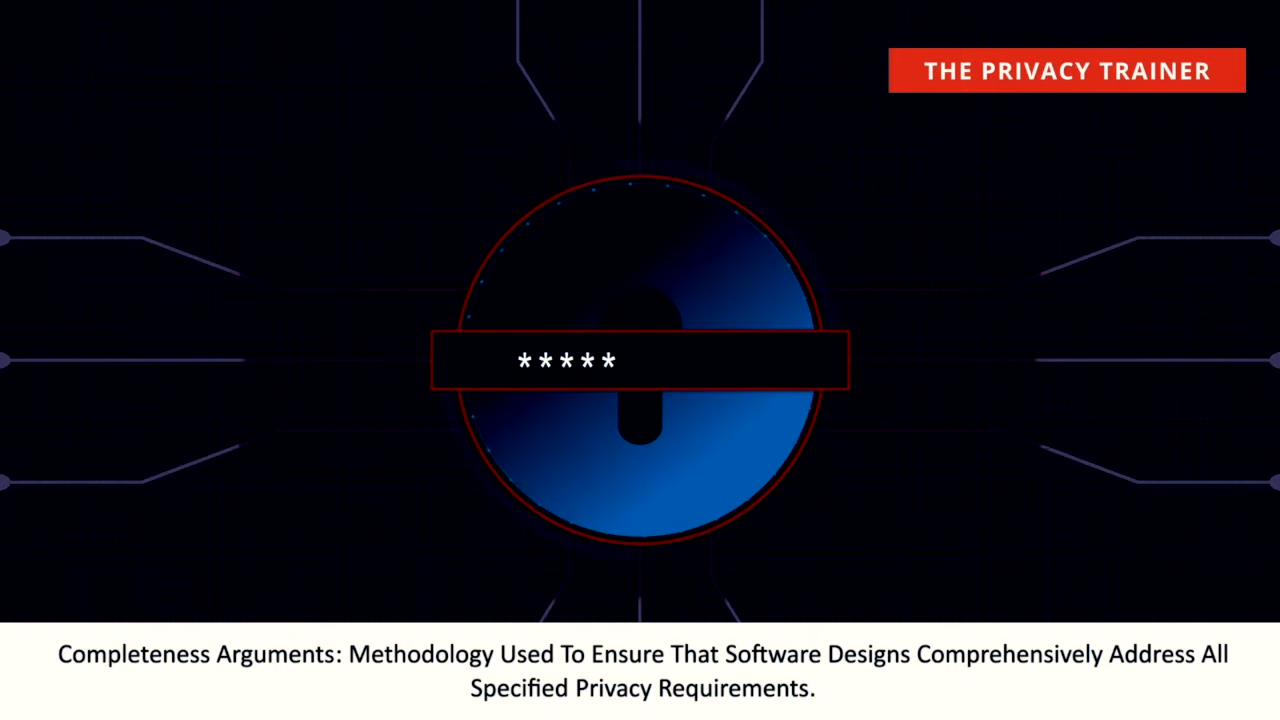 THE PRIVACY TRAINER
*****
Completeness Arguments: Methodology Used To Ensure That Software Designs Comprehensively Address All
Specified Privacy Requirements.